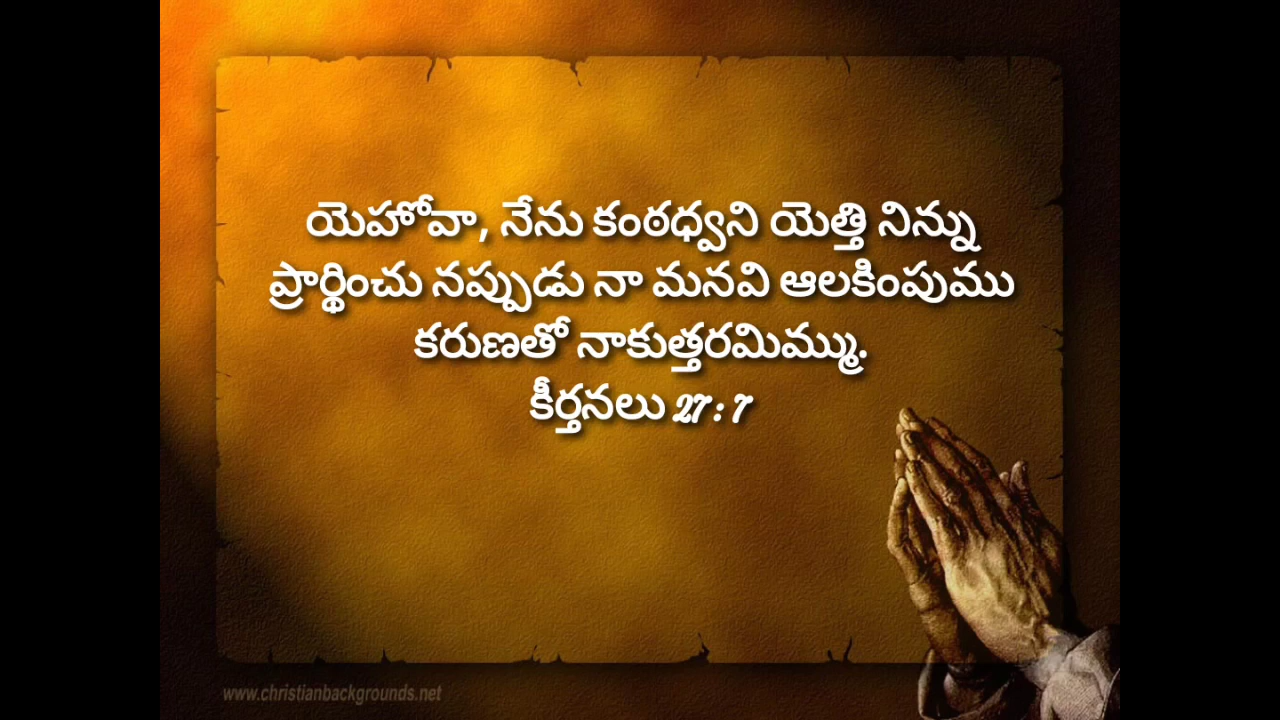 యెహోవా, నేను కంఠధ్వని యెత్తి నిన్ను
ప్రార్థించు నప్పుడు నా మనవి ఆలకింపుము
కరుణతో నాకుత్తరమిమ్ము.
కీర్తనలు 27 : 7
www.christianbackgrounds.net